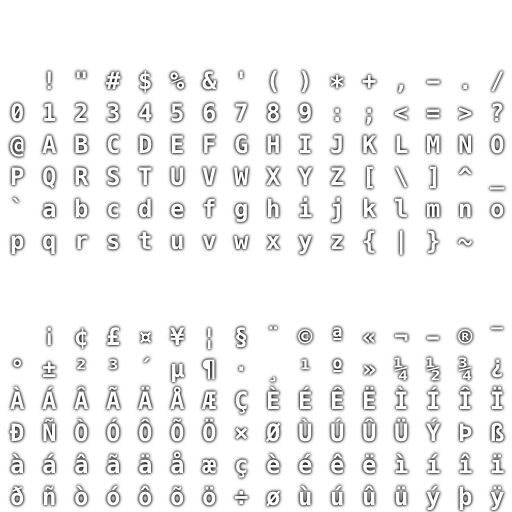 ! " # $ % & ' ( ) * + , - . /
0 1 2 3 4 5 6 7 8 9 : ; < = > ?
@ A B C D E F G H I J K L M N O
P Q R S T U V W X Y Z [ \ ] ^ _
` a b c d e f g h i j k l m n o
p q r s t u v w x y z { | } ~
¡ ¢ £ ¤ ¥ ¦ § ¨ © ª « ¬ - ® ¯
° ± ² ³ ´ µ ¶ · ¸ ¹ º » ¼ ½ ¾ ¿
À Á Â Ã Ä Å Æ Ç È É Ê Ë Ì Í Î Ï
Ð Ñ Ò Ó Ô Õ Ö × Ø Ù Ú Û Ü Ý Þ ß
à á â ã ä å æ ç è é ê ë ì í î ï
ð ñ ò ó ô õ ö ÷ ø ù ú û ü ý þ ÿ